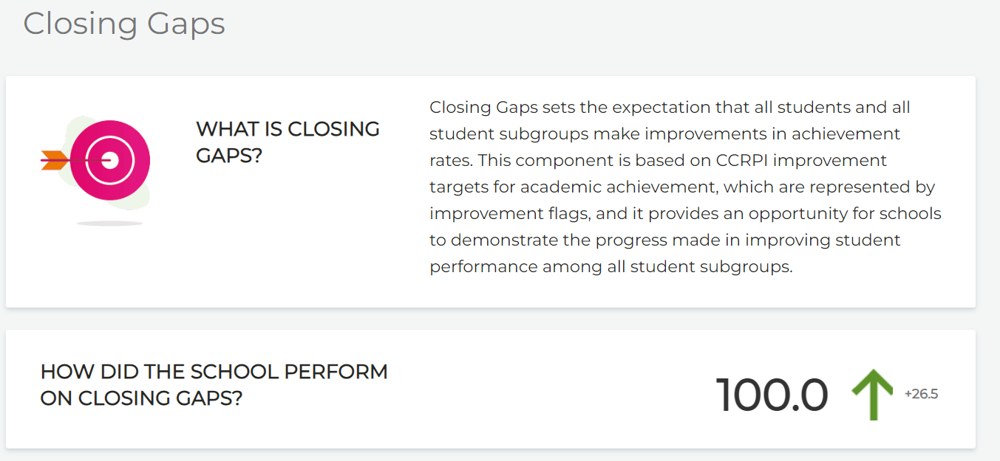 Closing Gaps
WHAT IS CLOSING
GAPS?
Closing Gaps sets the expectation that all students and all
student subgroups make improvements in achievement
rates. This component is based on CCRPI improvement
targets for academic achievement, which are represented by
improvement flags, and it provides an opportunity for schools
to demonstrate the progress made in improving student
performance among all student subgroups.
HOW DID THE SCHOOL PERFORM
ON CLOSING GAPS?
100.0
+26.5